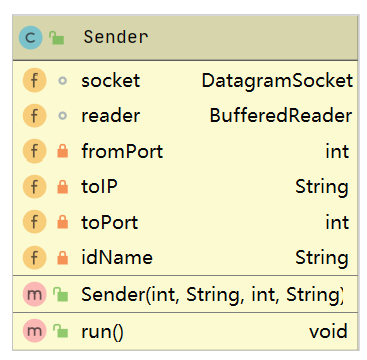 C Sender
f socket DatagramSocket
f reader BufferedReader
f fromPort int
f toIP String
f toPort int
f idName String
m Sender(int, String, int, String)
m run() void